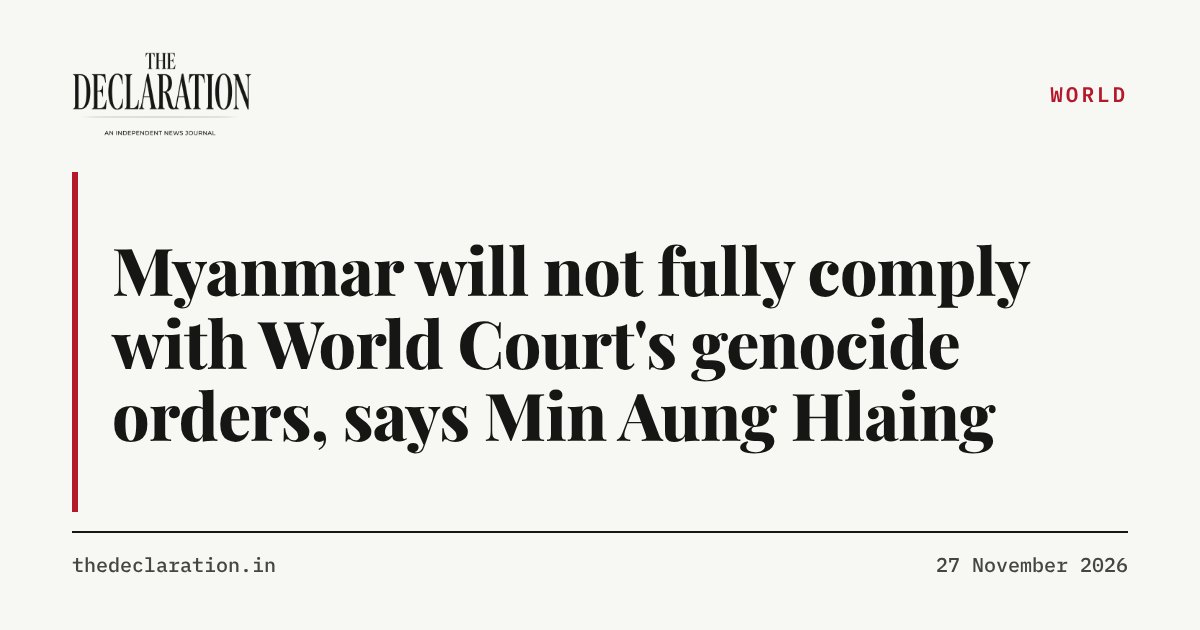 THE
DECLARATION
AN INDEPENDENT NEWS JOURNAL
WORLD
Myanmar will not fully comply
with World Court's genocide
orders, says Min Aung Hlaing
thedeclaration.in
27 November 2026